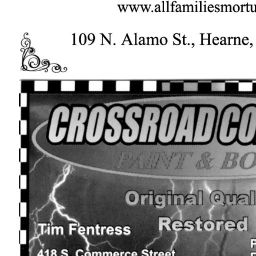 www.allfamiliesmortu
109 N. Alamo St., Hearne,
CROSSROAD CO
PAINT & BO
Original Qual
Restored
Tim Fentress
418 S. Commerce Street